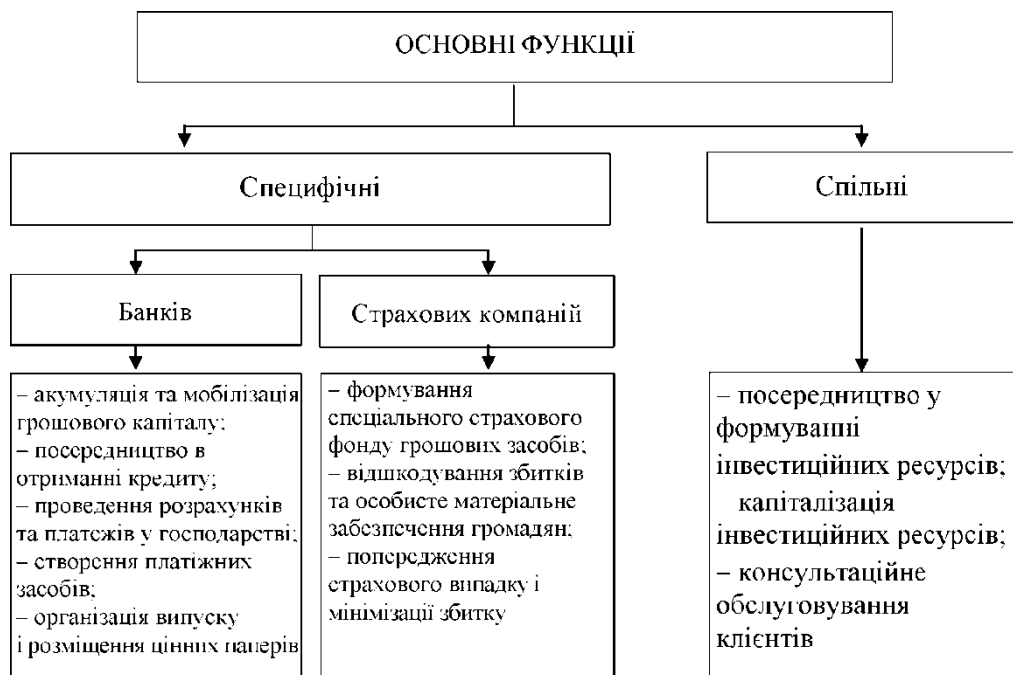 ОСНОВНІ ФУНКЦІЇ
Специфічні
Спільні
Банків
Страхових компаній
– акумуляція та мобілізація
грошового капіталу;
– посередництво в
отриманні кредиту;
– проведення розрахунків
та платежів у господарстві;
– створення платіжних
засобів;
– організація випуску
і розміщення цінних паперів
– формування
спеціального страхового
фонду грошових засобів;
– відшкодування збитків
та особисте матеріальне
забезпечення громадян;
– попередження
страхового випадку і
мінімізації збитку
– посередництво у
формуванні
інвестиційних ресурсів;
капіталізація
інвестиційних ресурсів;
– консультаційне
обслуговування
клієнтів